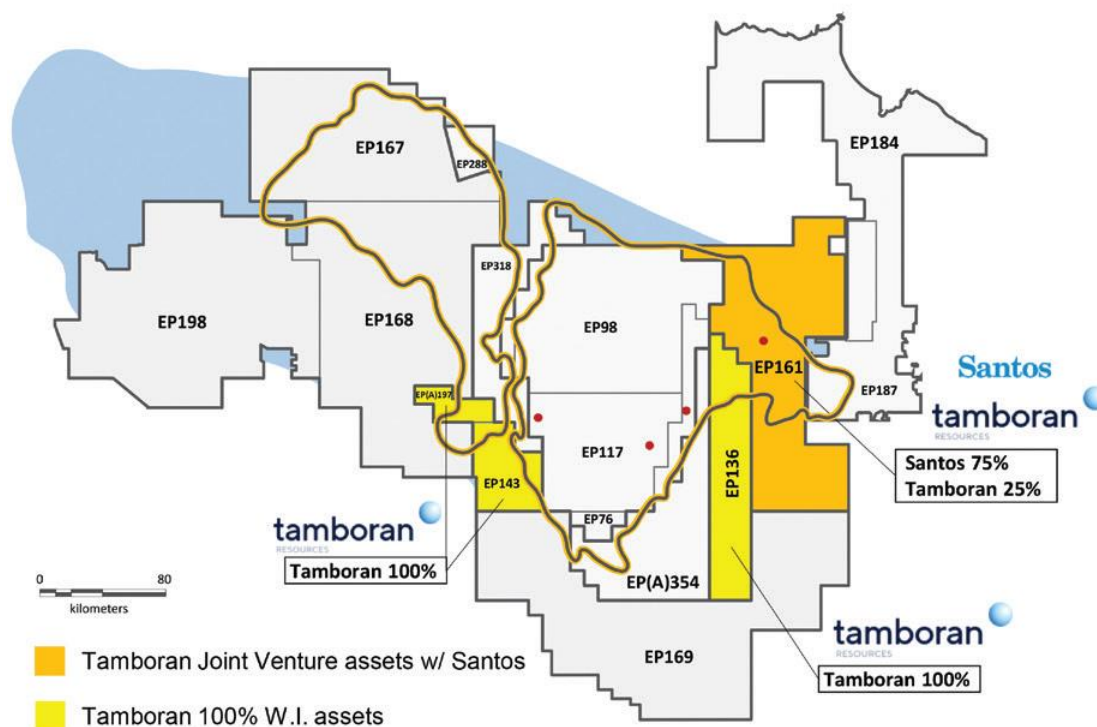 EP184
EP167
EP288
EP318
EP198
EP168
EP98
EP161
EP187
Santos
tamboran
RESOURCES
Santos 75%
Tamboran 25%
EP(A)197
EP117
EP136
EP143
EP76
tamboran
RESOURCES
Tamboran 100%
EP(A)354
0 80
kilometers
tamboran
RESOURCES
EP169
Tamboran 100%
Tamboran Joint Venture assets w/ Santos
Tamboran 100% W.I. assets